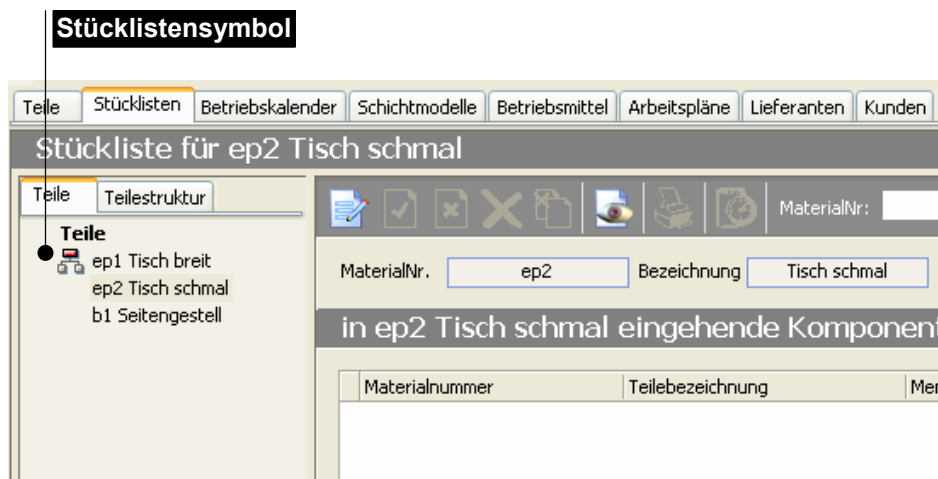 Stücklistensymbol
Teile Stücklisten Betriebskalender Schichtmodelle Betriebsmittel Arbeitspläne Lieferanten Kunden
Stückliste für ep2 Tisch schmal
Teile Teilestruktur
MaterialNr:
Teile
ep1 Tisch breit
ep2 Tisch schmal
b1 Seitengestell
MaterialNr. ep2 Bezeichnung Tisch schmal
in ep2 Tisch schmal eingehende Komponent
Materialnummer Teilebezeichnung Mer